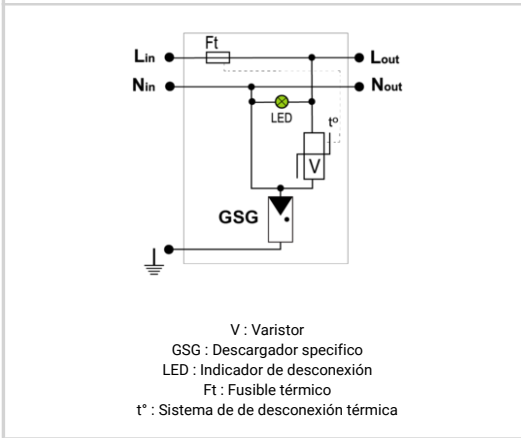 Ft
Lin Lout
Nin Nout
LED
t°
V
GSG
V : Varistor
GSG : Descargador specifico
LED : Indicador de desconexión
Ft : Fusible térmico
t° : Sistema de de desconexión térmica